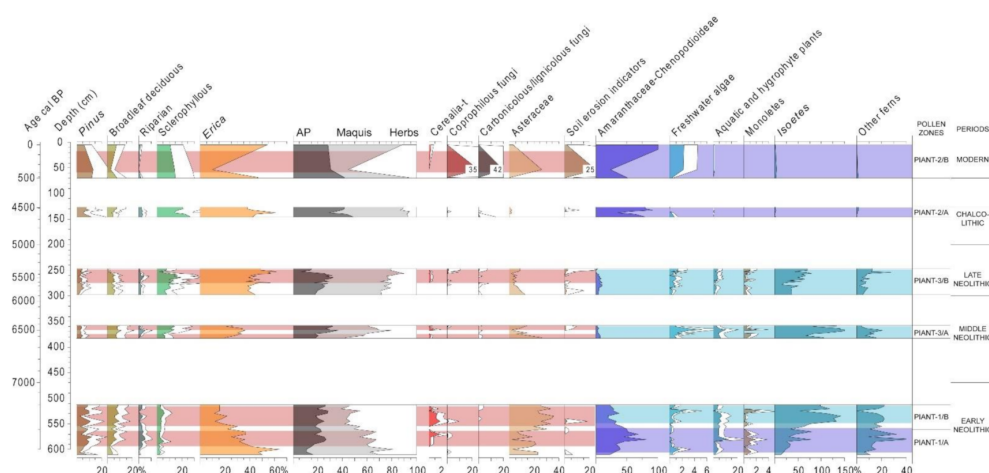 Age cal BP
Depth (cm)
Pinus
Broadleaf deciduous
Riparian
Sclerophyllous
Erica
Cerealia-t
Coprophilous fungi
Carbonicolous/lignicolous fungi
Asteraceae
Soil erosion indicators
Amaranthaceae-Chenopodioideae
Freshwater algae
Aquatic and hygrophyte plants
Monoletes
Isoetes
Other ferns
AP Maquis Herbs
POLLEN ZONES
PERIODS
0 0
50
500
35 42 25
PIANT-2/B MODERN
100
4500
150
PIANT-2/A CHALCO-
LITHIC
200
5000
250
5500
300
6000
PIANT-3/B LATE
NEOLITHIC
350
6500
400
PIANT-3/A MIDDLE
NEOLITHIC
450
7000
500
550
600
PIANT-1/B
EARLY
NEOLITHIC
PIANT-1/A
20 20% 20 20 40 60% 20 40 60 80 100% 2 20 20 20 40 20 50 100 2 4 6 20 2 4 50 100 150% 20 40%